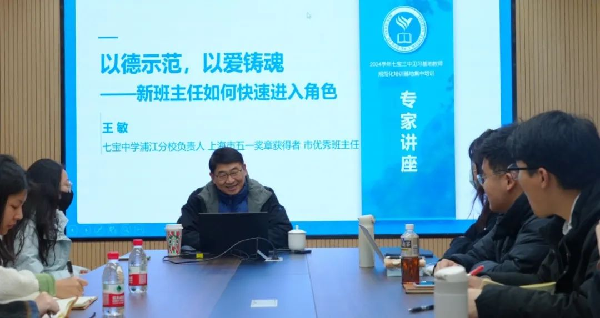 以德示范，以爱铸魂
——新班主任如何快速进入角色
王 敏
七宝中学浦江分校负责人 上海市五一奖章获得者 市优秀班主任
专家讲座